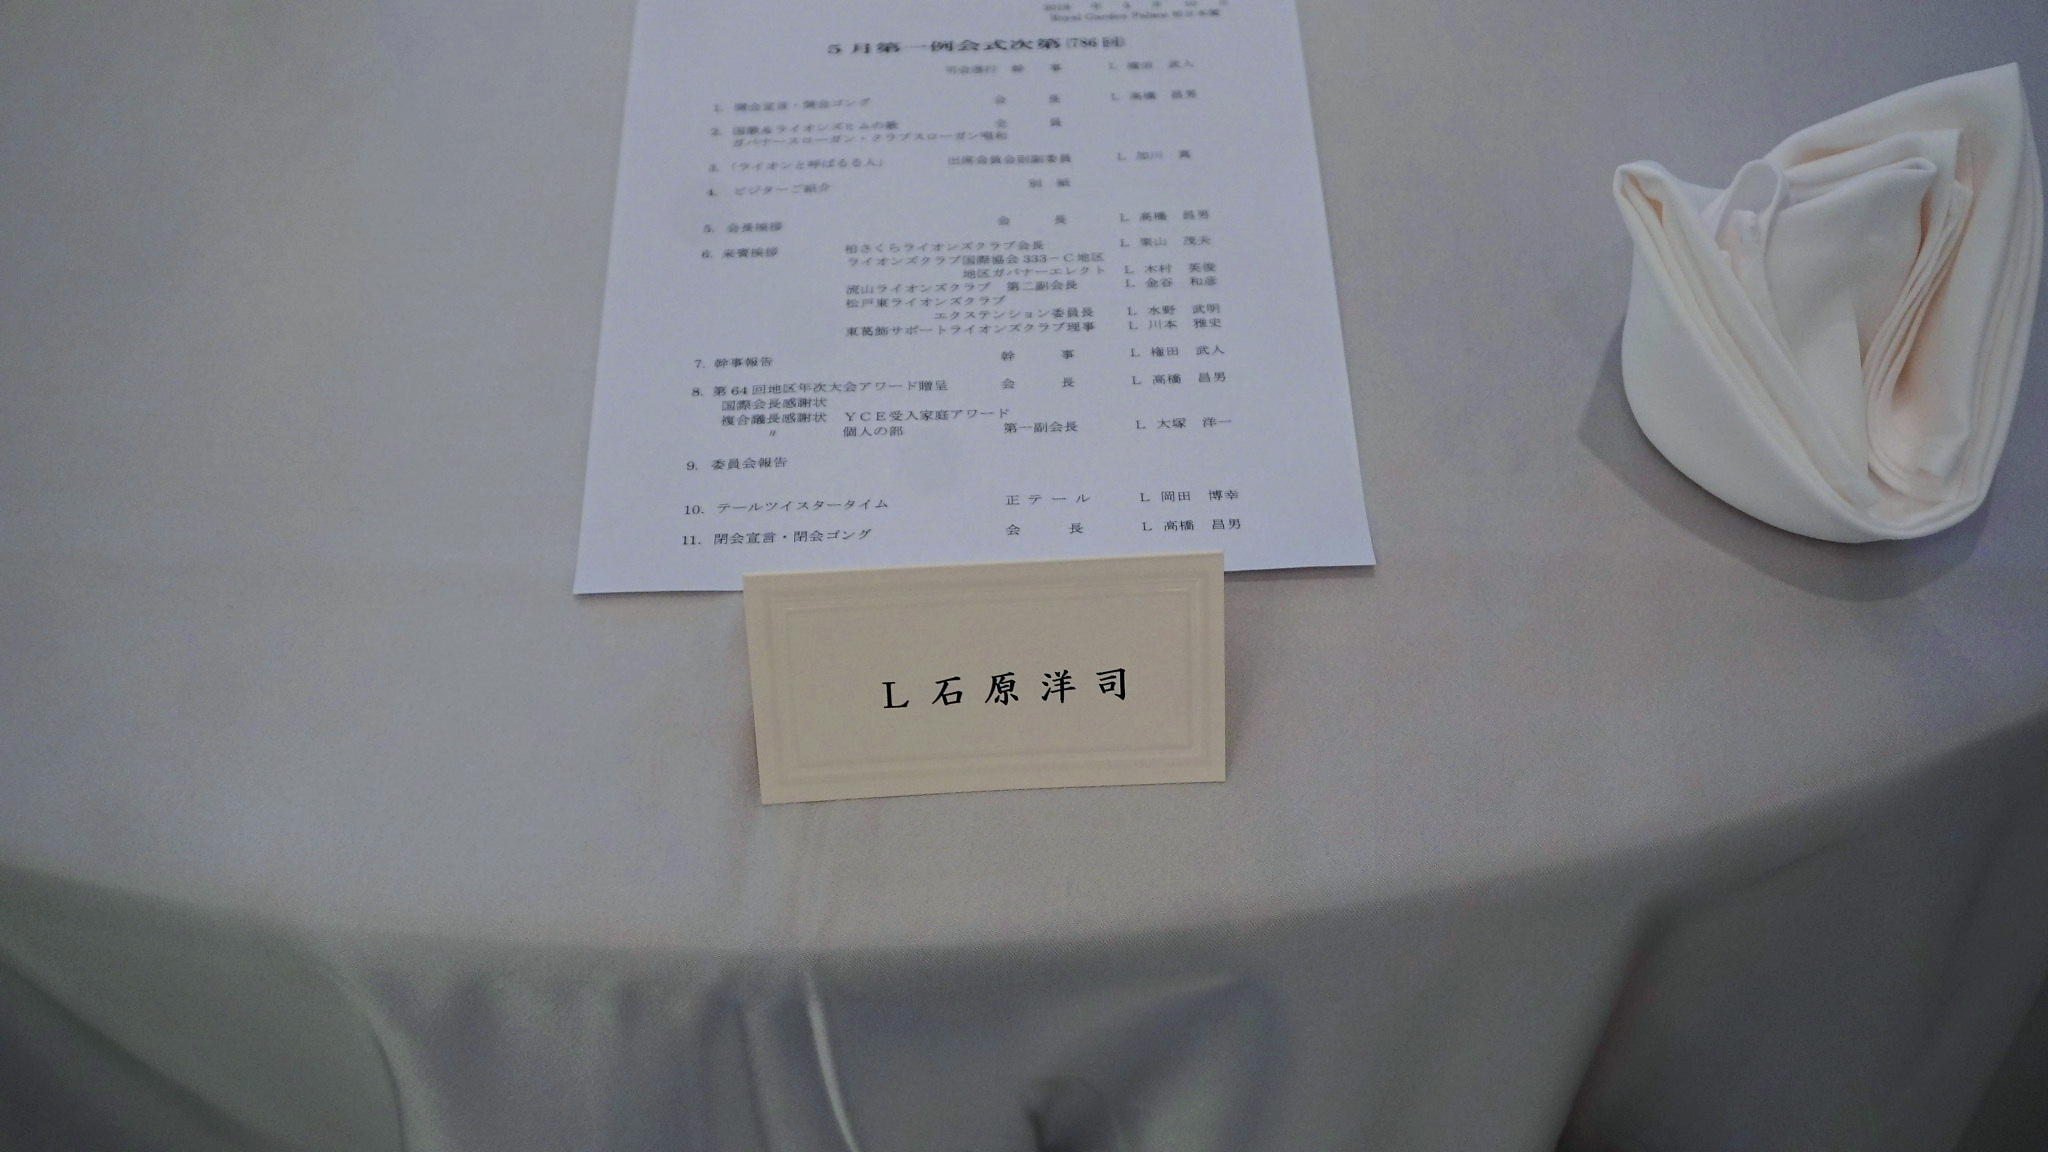 Royal Garden Palace
5月第一例会式次第(786回)
司会進行 幹 事 L 権田 武人
1. 開会宣言・開会ゴング 会 長 L 高橋 昌男
2. 国歌&ライオンズヒムの歌 会 員
ガバナースローガン・クラブスローガン唱和
3. 「ライオンと呼ばるる人」 L 加川
4. ビジターご紹介 別 紙
5. 会長挨拶 会 長 L 高橋 昌男
6. 来賓挨拶 柏さくらライオンズクラブ会長 L 栗山 茂夫
ライオンズクラブ国際協会 333-C 地区
地区ガバナーエレクト L 木村 英俊
流山ライオンズクラブ 第二副会長 L 金谷 和彦
松戸東ライオンズクラブ
エクステンション委員長 L 水野 武明
東葛飾サポートライオンズクラブ理事 L 川本 雅史
7. 幹事報告 幹 事 L 権田 武人
8. 第64回地区年次大会アワード贈呈 会 長 L 高橋 昌男
国際会長感謝状
複合議長感謝状 YCE受入家庭アワード
〃 個人の部 第一副会長 L 大塚 洋一
9. 委員会報告
10. テールツイスタータイム 正テール L 岡田 博幸
11. 閉会宣言・閉会ゴング 会 長 L 高橋 昌男
L 石原洋司